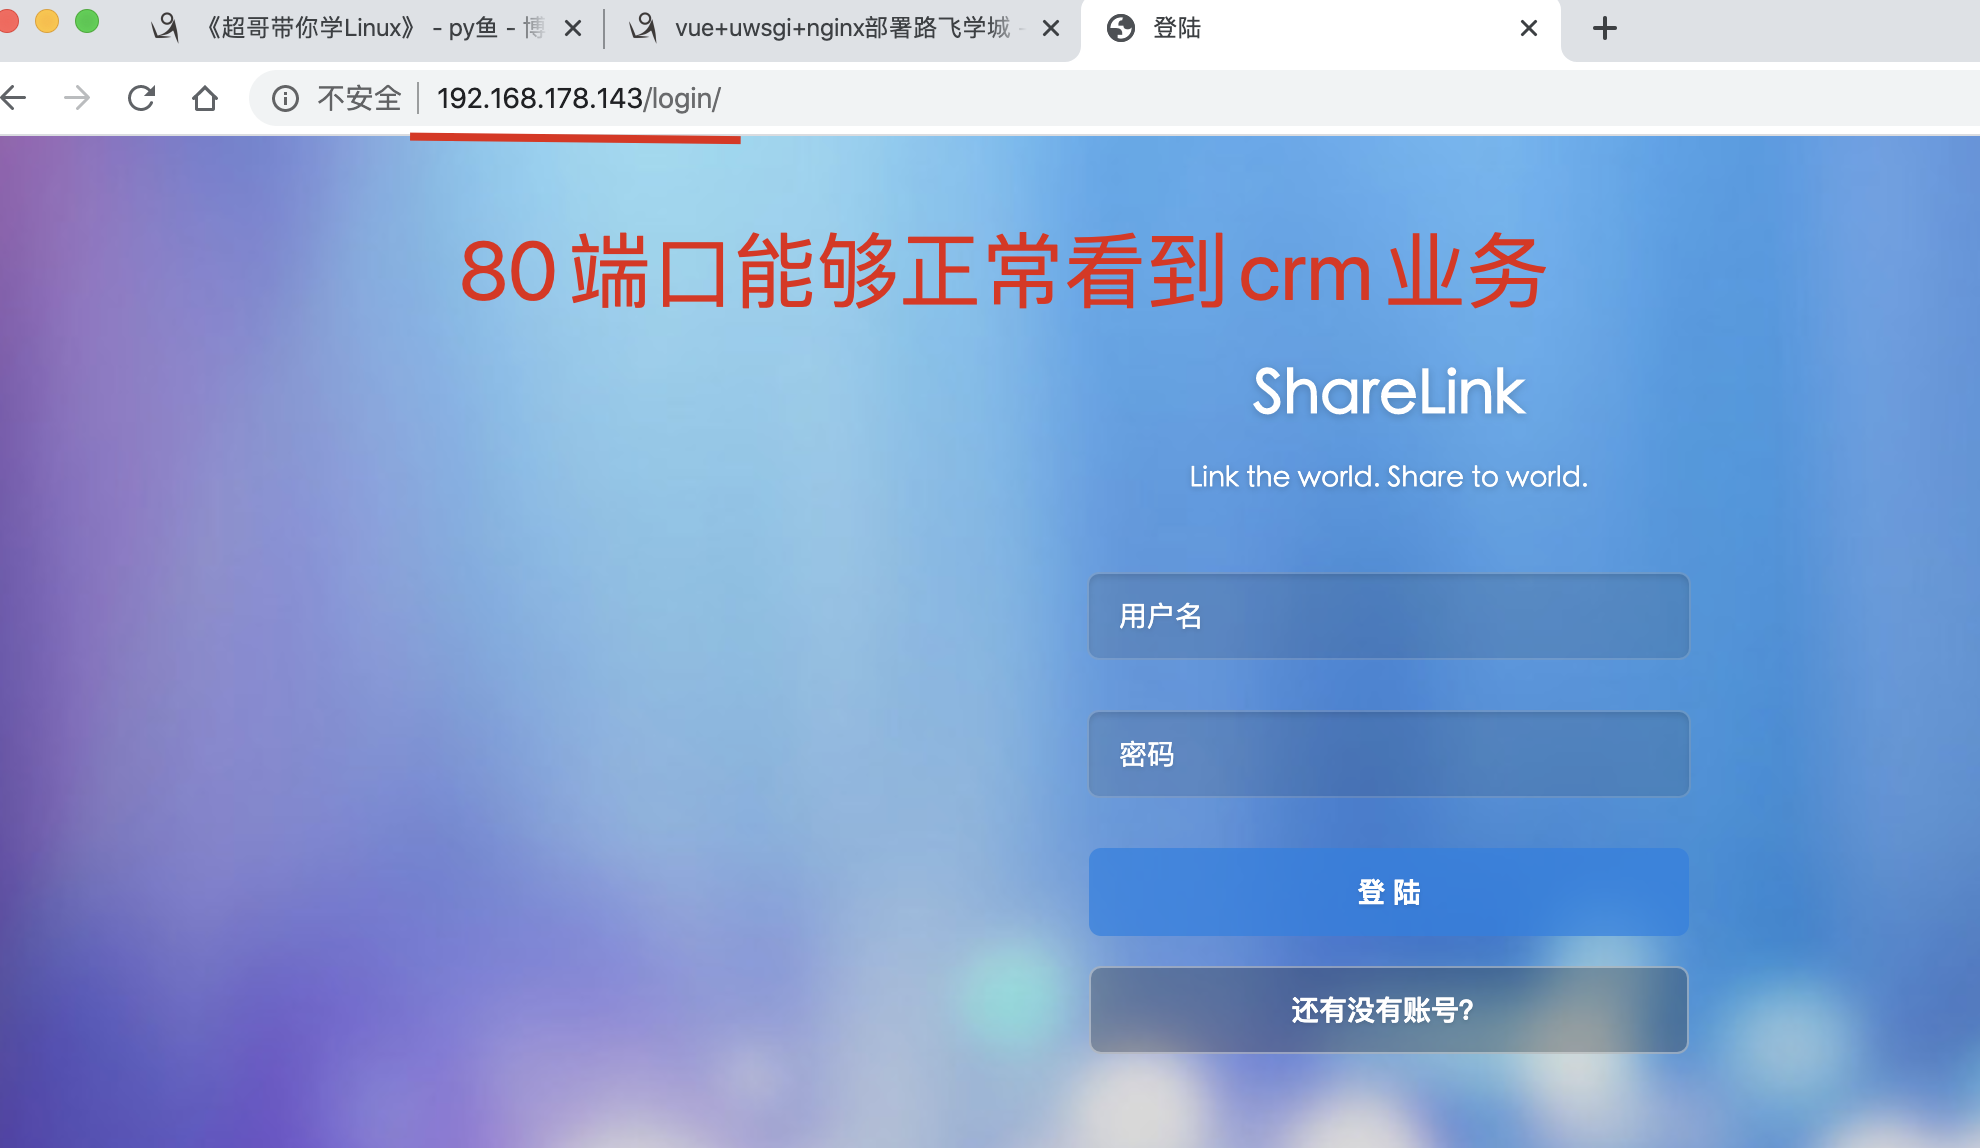 《超哥带你学Linux》 - py鱼 - 博
vue+uwsgi+nginx部署路飞学城 -
登陆
不安全 | 192.168.178.143/login/
80端口能够正常看到crm业务
ShareLink
Link the world. Share to world.
用户名
密码
登 陆
还有没有账号?